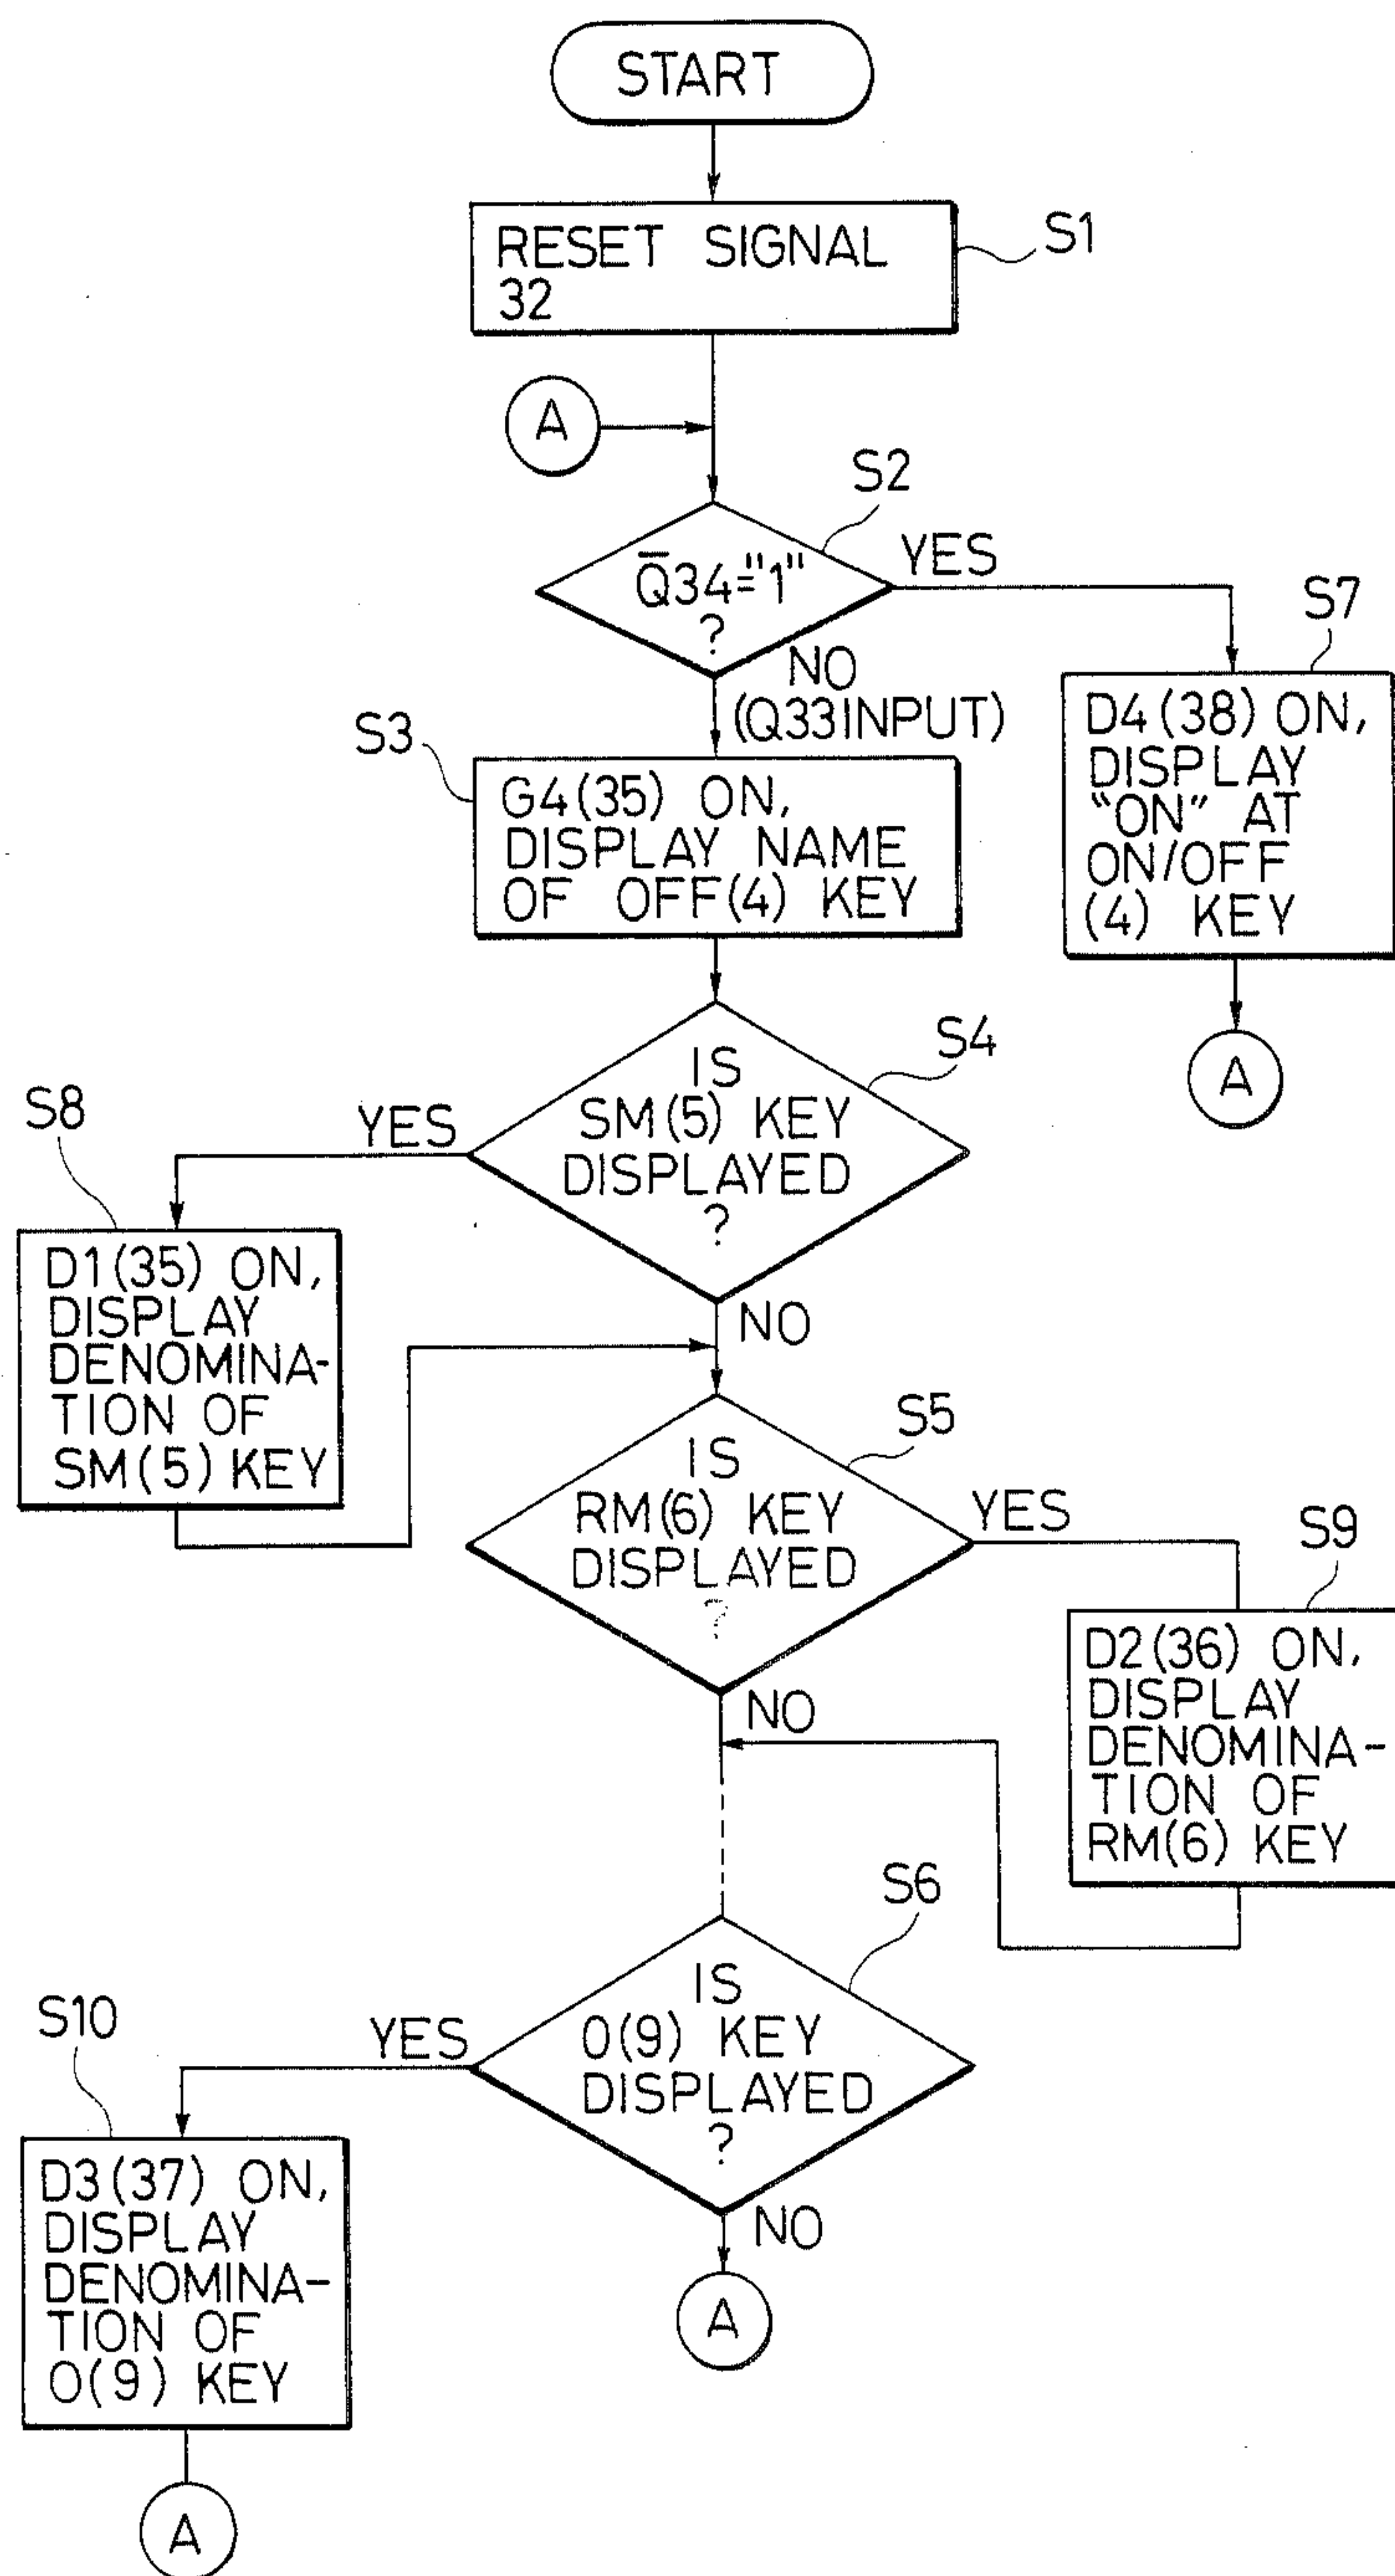 START
RESET SIGNAL
32
S1
A
S2
Q̅34="1"
?
YES
NO
(Q33INPUT)
S7
D4(38) ON,
DISPLAY
"ON" AT
ON/OFF
(4) KEY
A
S3
G4(35) ON,
DISPLAY NAME
OF OFF(4) KEY
S4
IS
SM(5) KEY
DISPLAYED
?
YES
NO
S8
D1(35) ON,
DISPLAY
DENOMINA-
TION OF
SM(5) KEY
S5
IS
RM(6) KEY
DISPLAYED
?
YES
NO
S9
D2(36) ON,
DISPLAY
DENOMINA-
TION OF
RM(6) KEY
S6
IS
0(9) KEY
DISPLAYED
?
YES
NO
A
S10
D3(37) ON,
DISPLAY
DENOMINA-
TION OF
0(9) KEY
A